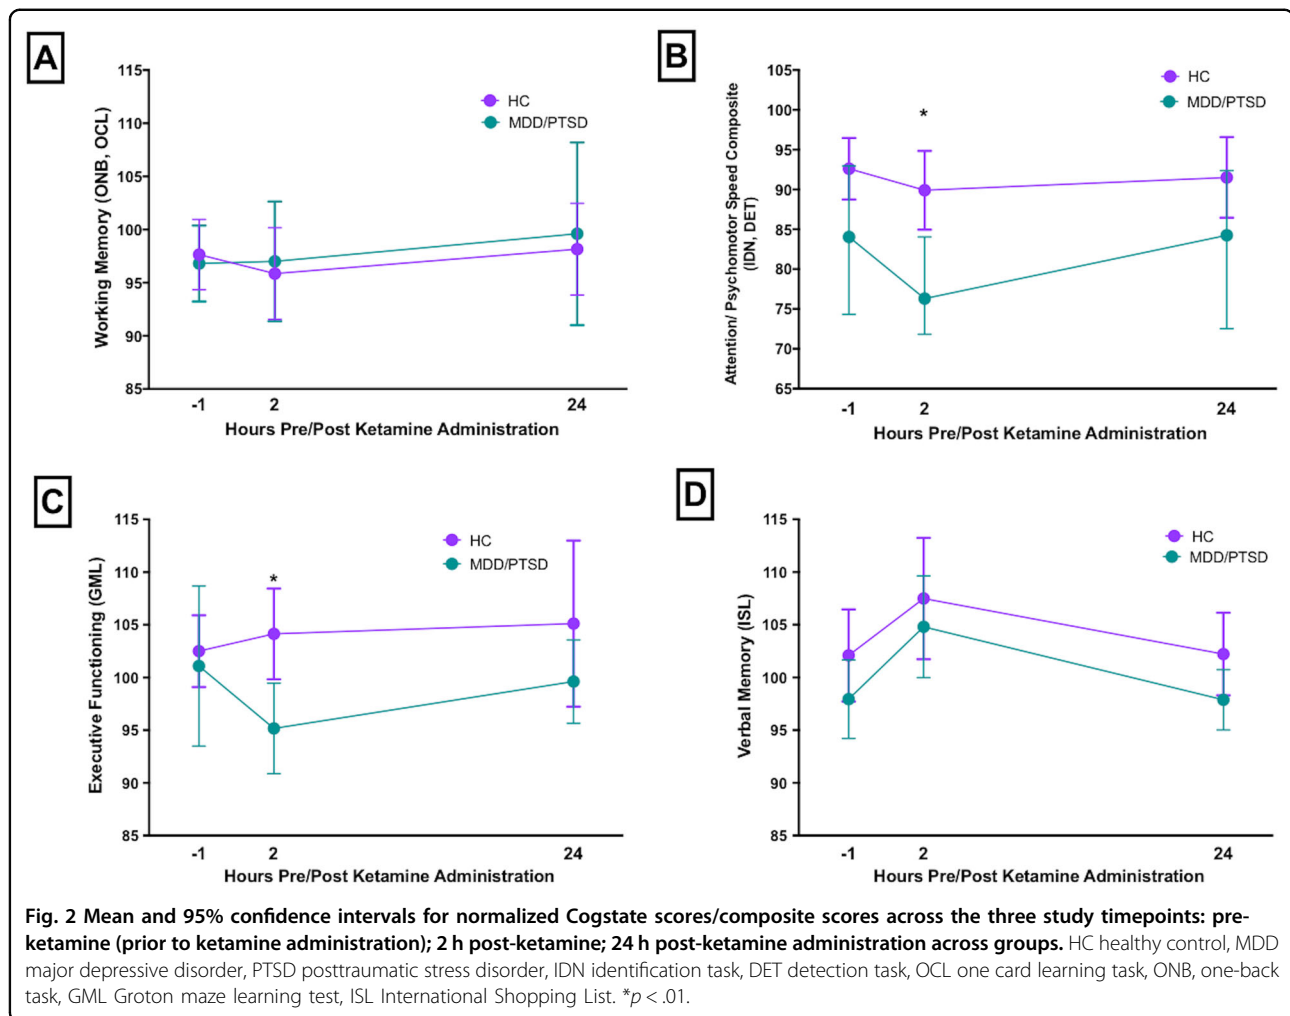 A
115
110
105
100
95
90
85
Working Memory (ONB, OCL)
HC
MDD/PTSD
-1
2
24
Hours Pre/Post Ketamine Administration
B
105
100
95
90
85
80
75
70
65
Attention/ Psychomotor Speed Composite
(IDN, DET)
HC
MDD/PTSD
*
-1
2
24
Hours Pre/Post Ketamine Administration
C
115
110
105
100
95
90
85
Executive Functioning (GML)
HC
MDD/PTSD
*
-1
2
24
Hours Pre/Post Ketamine Administration
D
115
110
105
100
95
90
85
Verbal Memory (ISL)
HC
MDD/PTSD
-1
2
24
Hours Pre/Post Ketamine Administration
Fig. 2 Mean and 95% confidence intervals for normalized Cogstate scores/composite scores across the three study timepoints: pre-
ketamine (prior to ketamine administration); 2 h post-ketamine; 24 h post-ketamine administration across groups. HC healthy control, MDD
major depressive disorder, PTSD posttraumatic stress disorder, IDN identification task, DET detection task, OCL one card learning task, ONB, one-back
task, GML Groton maze learning test, ISL International Shopping List. *p < .01.